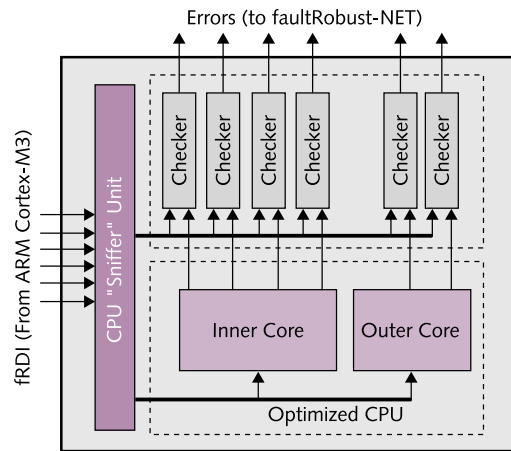 Errors (to faultRobust-NET)
Checker
Checker
Checker
Checker
Checker
Checker
fRDI (From ARM Cortex-M3)
CPU "Sniffer" Unit
Inner Core
Outer Core
Optimized CPU